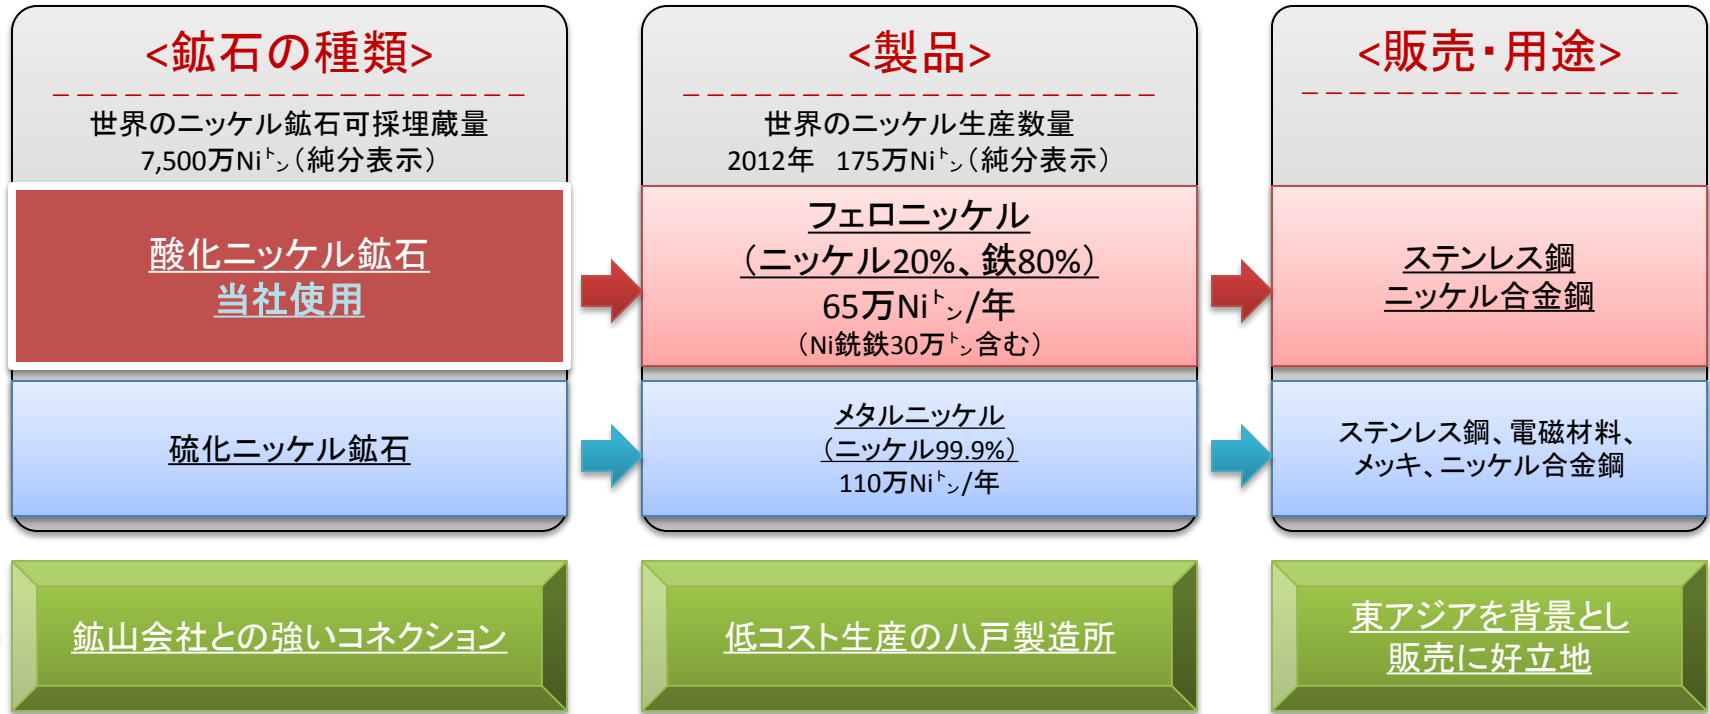 <鉱石の種類>
世界のニッケル鉱石可採埋蔵量
7,500万Niトン(純分表示)
酸化ニッケル鉱石
当社使用
硫化ニッケル鉱石
鉱山会社との強いコネクション
<製品>
世界のニッケル生産数量
2012年 175万Niトン(純分表示)
フェロニッケル
(ニッケル20%、鉄80%)
65万Niトン/年
(Ni銑鉄30万トン含む)
メタルニッケル
(ニッケル99.9%)
110万Niトン/年
低コスト生産の八戸製造所
<販売・用途>
ステンレス鋼
ニッケル合金鋼
ステンレス鋼、電磁材料、
メッキ、ニッケル合金鋼
東アジアを背景とし
販売に好立地